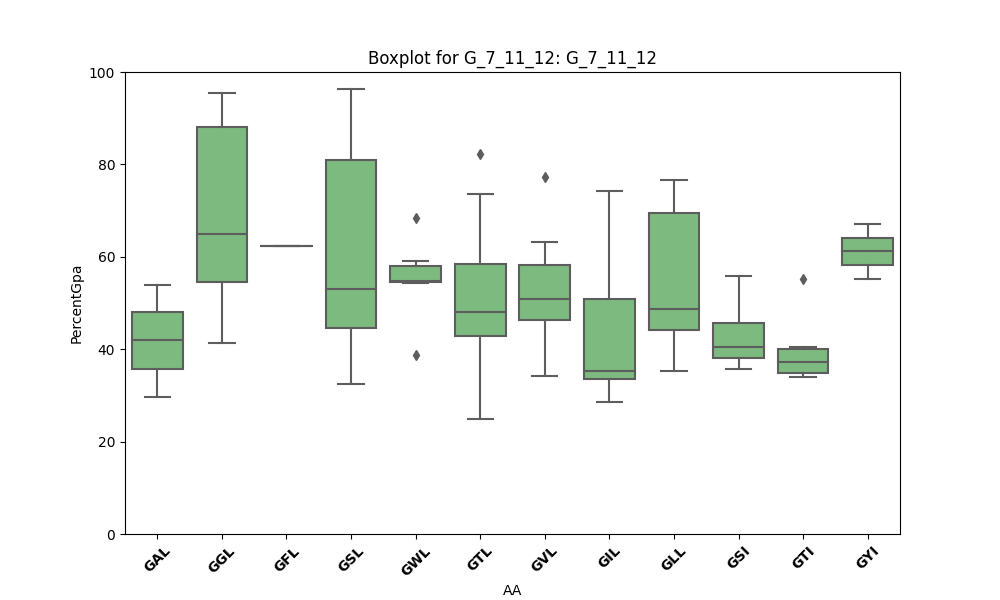 Boxplot for G_7_11_12: G_7_11_12
100
80
60
40
20
0
PercentGpa
GAL GGL GFL GSL GWL GTL GVL GIL GLL GSI GTI GYI
AA